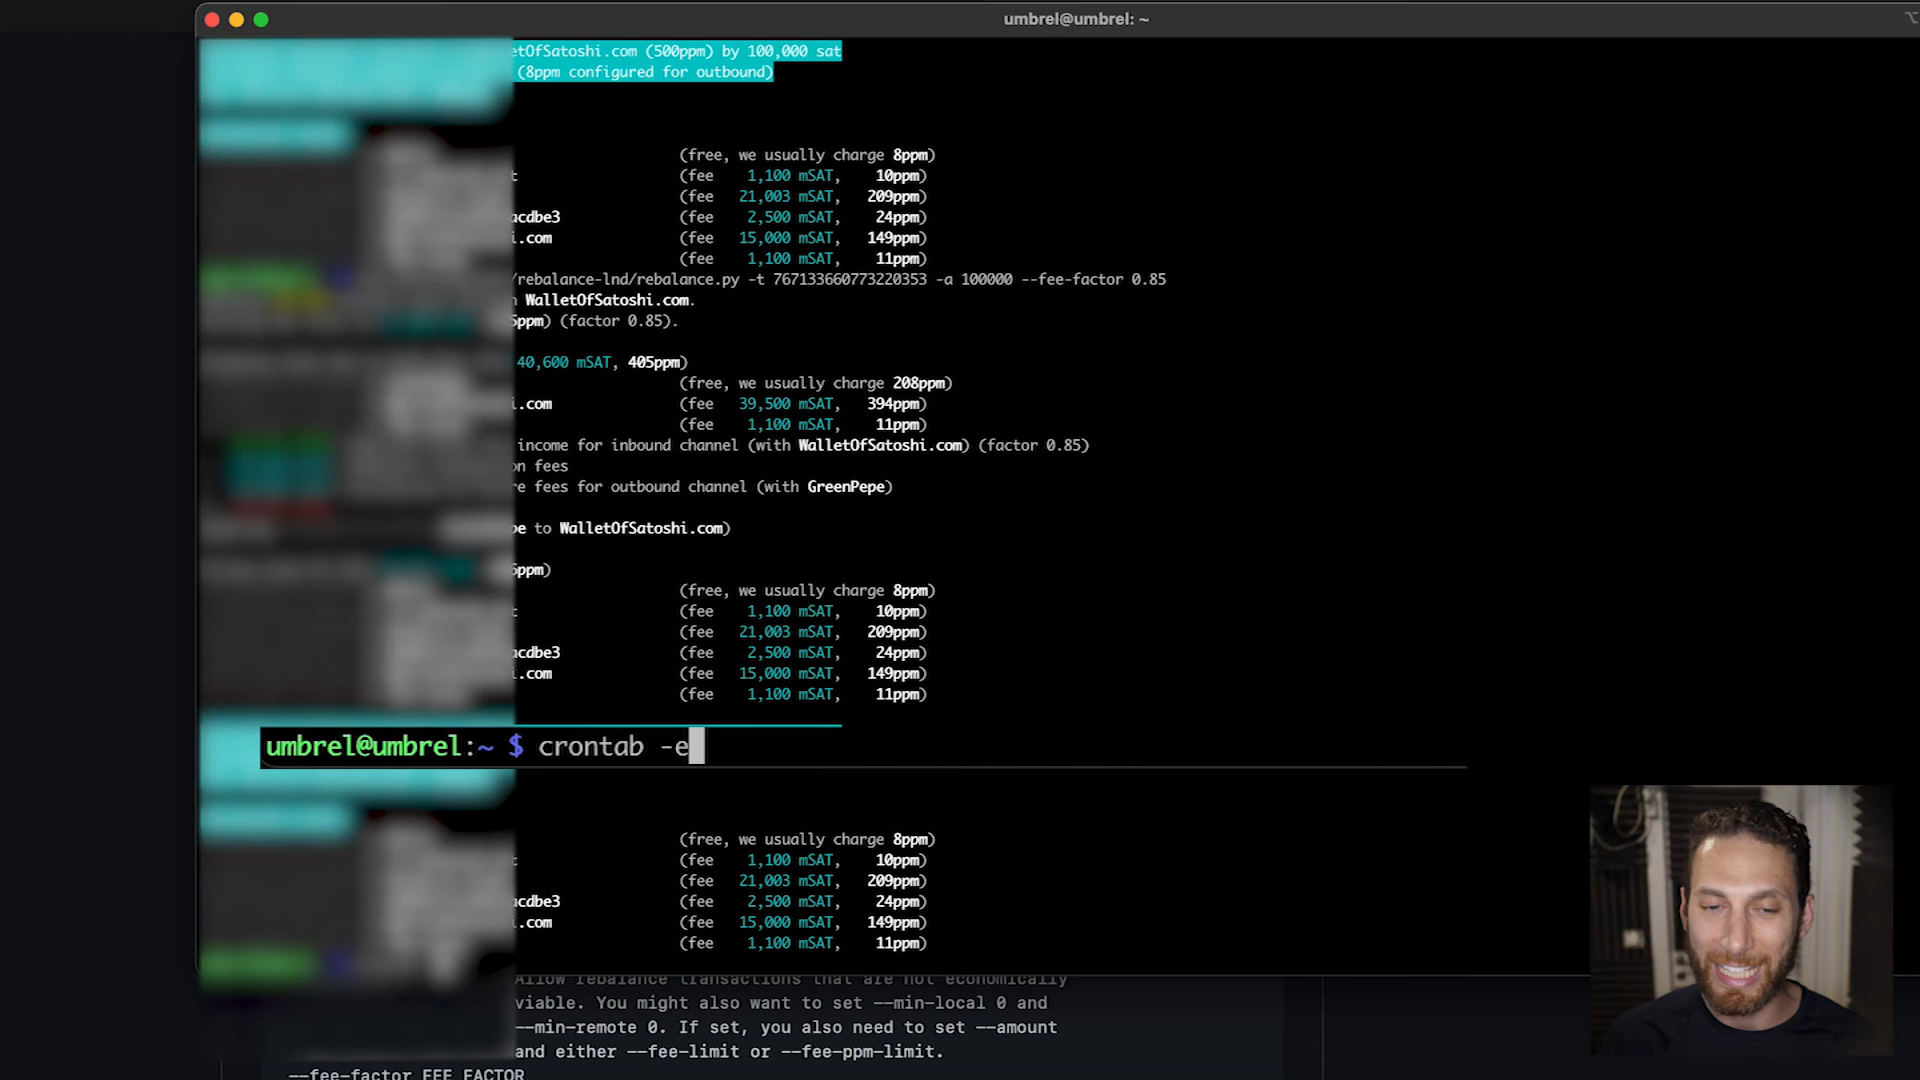 umbrel@umbrel: ~
etOfSatoshi.com (500ppm) by 100,000 sat
(8ppm configured for outbound)
(free, we usually charge 8ppm)
t (fee 1,100 mSAT, 10ppm)
(fee 21,003 mSAT, 209ppm)
acdbe3 (fee 2,500 mSAT, 24ppm)
i.com (fee 15,000 mSAT, 149ppm)
(fee 1,100 mSAT, 11ppm)
/rebalance-lnd/rebalance.py -t 767133660773220353 -a 100000 --fee-factor 0.85
WalletOfSatoshi.com.
5ppm) (factor 0.85).
40,600 mSAT, 405ppm)
(free, we usually charge 208ppm)
i.com (fee 39,500 mSAT, 394ppm)
(fee 1,100 mSAT, 11ppm)
income for inbound channel (with WalletOfSatoshi.com) (factor 0.85)
on fees
re fees for outbound channel (with GreenPepe)
pe to WalletOfSatoshi.com)
5ppm)
(free, we usually charge 8ppm)
t (fee 1,100 mSAT, 10ppm)
(fee 21,003 mSAT, 209ppm)
acdbe3 (fee 2,500 mSAT, 24ppm)
i.com (fee 15,000 mSAT, 149ppm)
(fee 1,100 mSAT, 11ppm)
umbrel@umbrel:~ $ crontab -e
(free, we usually charge 8ppm)
t (fee 1,100 mSAT, 10ppm)
(fee 21,003 mSAT, 209ppm)
acdbe3 (fee 2,500 mSAT, 24ppm)
i.com (fee 15,000 mSAT, 149ppm)
(fee 1,100 mSAT, 11ppm)
Allow rebalance transactions that are not economically
viable. You might also want to set --min-local 0 and
--min-remote 0. If set, you also need to set --amount
and either --fee-limit or --fee-ppm-limit.
--fee-factor FEE_FACTOR